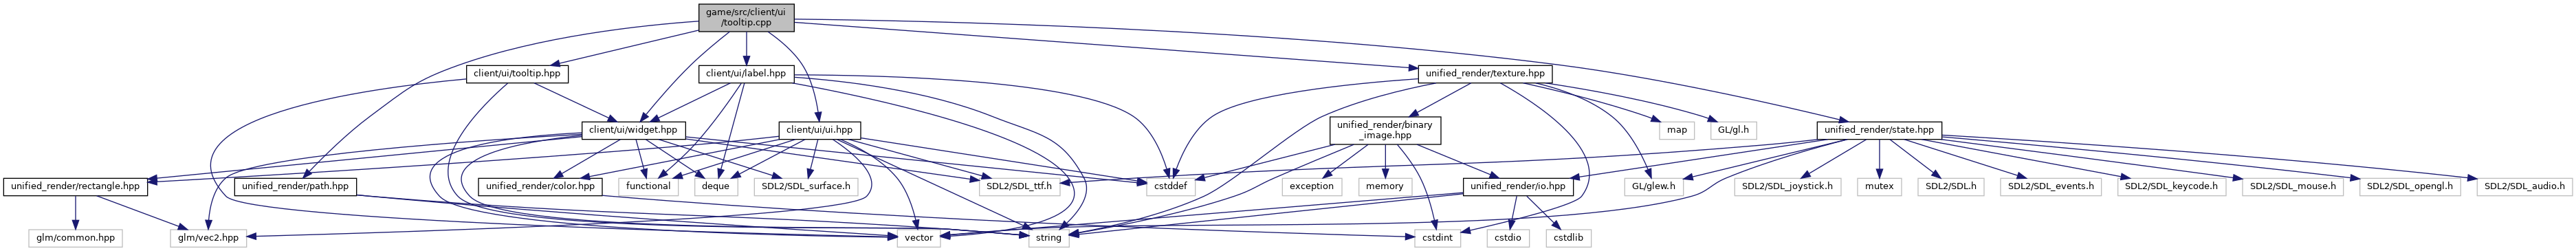 game/src/client/ui
/tooltip.cpp
client/ui/tooltip.hpp
client/ui/label.hpp
unified_render/texture.hpp
client/ui/widget.hpp
client/ui/ui.hpp
unified_render/binary
_image.hpp
map
GL/gl.h
unified_render/state.hpp
unified_render/rectangle.hpp
unified_render/path.hpp
unified_render/color.hpp
functional
deque
SDL2/SDL_surface.h
SDL2/SDL_ttf.h
cstddef
exception
memory
unified_render/io.hpp
GL/glew.h
SDL2/SDL_joystick.h
mutex
SDL2/SDL.h
SDL2/SDL_events.h
SDL2/SDL_keycode.h
SDL2/SDL_mouse.h
SDL2/SDL_opengl.h
SDL2/SDL_audio.h
glm/common.hpp
glm/vec2.hpp
vector
string
cstdint
cstdio
cstdlib